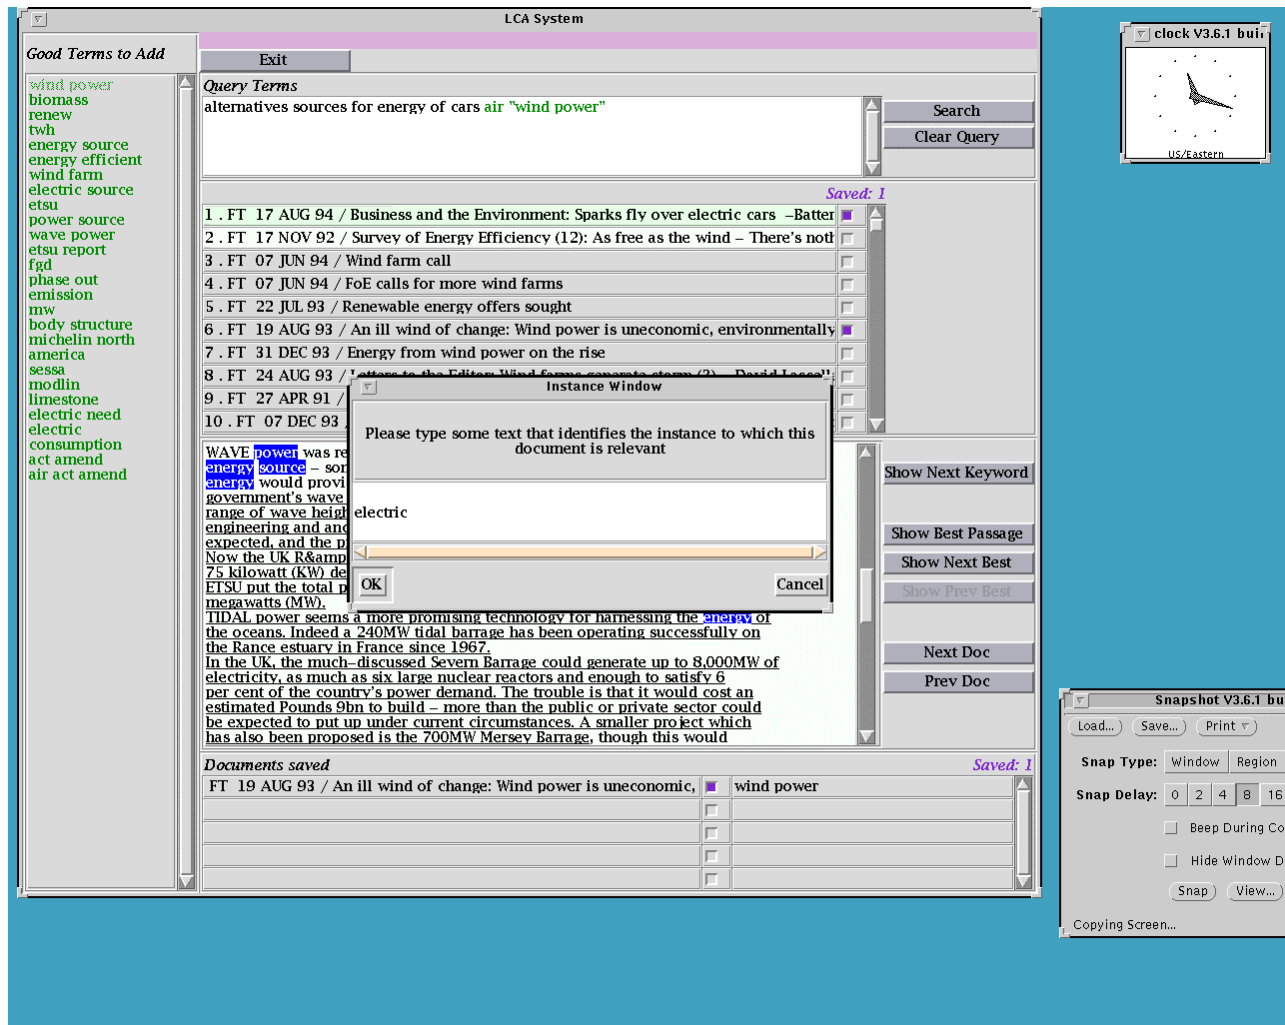 LCA System
Good Terms to Add
wind power
biomass
renew
twh
energy source
energy efficient
wind farm
electric source
etsu
power source
wave power
etsu report
fgd
phase out
emission
mw
body structure
michelin north
america
sessa
modlin
limestone
electric need
electric
consumption
act amend
air act amend
Exit
Query Terms
alternatives sources for energy of cars air "wind power"
Search
Clear Query
Saved: 1
1 . FT 17 AUG 94 / Business and the Environment: Sparks fly over electric cars –Batter
2 . FT 17 NOV 92 / Survey of Energy Efficiency (12): As free as the wind – There's noth
3 . FT 07 JUN 94 / Wind farm call
4 . FT 07 JUN 94 / FoE calls for more wind farms
5 . FT 22 JUL 93 / Renewable energy offers sought
6 . FT 19 AUG 93 / An ill wind of change: Wind power is uneconomic, environmentally
7 . FT 31 DEC 93 / Energy from wind power on the rise
8 . FT 24 AUG 93 / Letters to the Editor: Wind farms generate storm (2) – David Lascell
9 . FT 27 APR 91 /
10 . FT 07 DEC 93
Instance Window
Please type some text that identifies the instance to which this
document is relevant
electric
OK
Cancel
WAVE power was re
energy source – sor
energy would provi
government's wave
range of wave heigh
engineering and and
expected, and the p
Now the UK R&amp
75 kilowatt (KW) de
ETSU put the total p
megawatts (MW).
TIDAL power seems a more promising technology for harnessing the energy of
the oceans. Indeed a 240MW tidal barrage has been operating successfully on
the Rance estuary in France since 1967.
In the UK, the much–discussed Severn Barrage could generate up to 8,000MW of
electricity, as much as six large nuclear reactors and enough to satisfy 6
per cent of the country's power demand. The trouble is that it would cost an
estimated Pounds 9bn to build – more than the public or private sector could
be expected to put up under current circumstances. A smaller project which
has also been proposed is the 700MW Mersey Barrage, though this would
Show Next Keyword
Show Best Passage
Show Next Best
Show Prev Best
Next Doc
Prev Doc
Documents saved
Saved: 1
FT 19 AUG 93 / An ill wind of change: Wind power is uneconomic,
wind power
clock V3.6.1 buil
US/Eastern
Snapshot V3.6.1 bu
Load...
Save...
Print
Snap Type: Window Region
Snap Delay: 0 2 4 8 16
Beep During Co
Hide Window D
Snap
View...
Copying Screen...